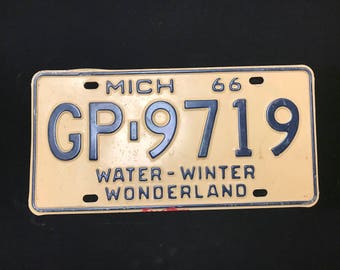 MICH 66
GP-9719
WATER-WINTER
WONDERLAND